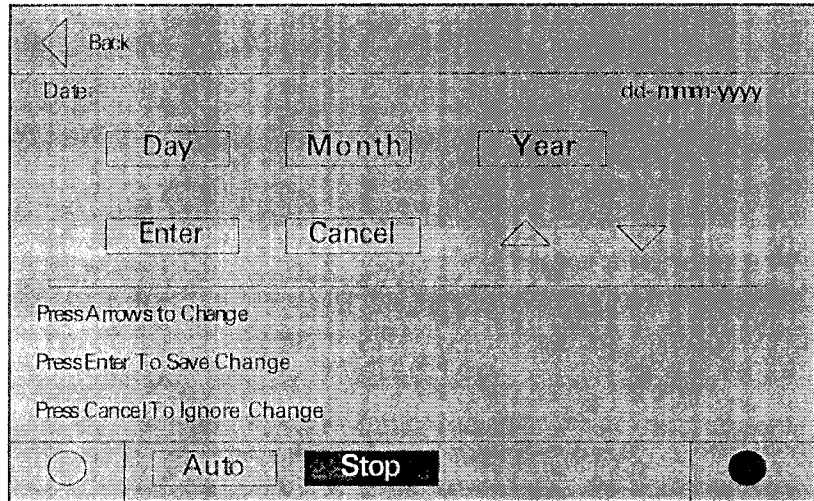 Back
Date: dd-mmm-yyyy
Day Month Year
Enter Cancel
Press Arrows to Change
Press Enter To Save Change
Press Cancel To Ignore Change
Auto Stop